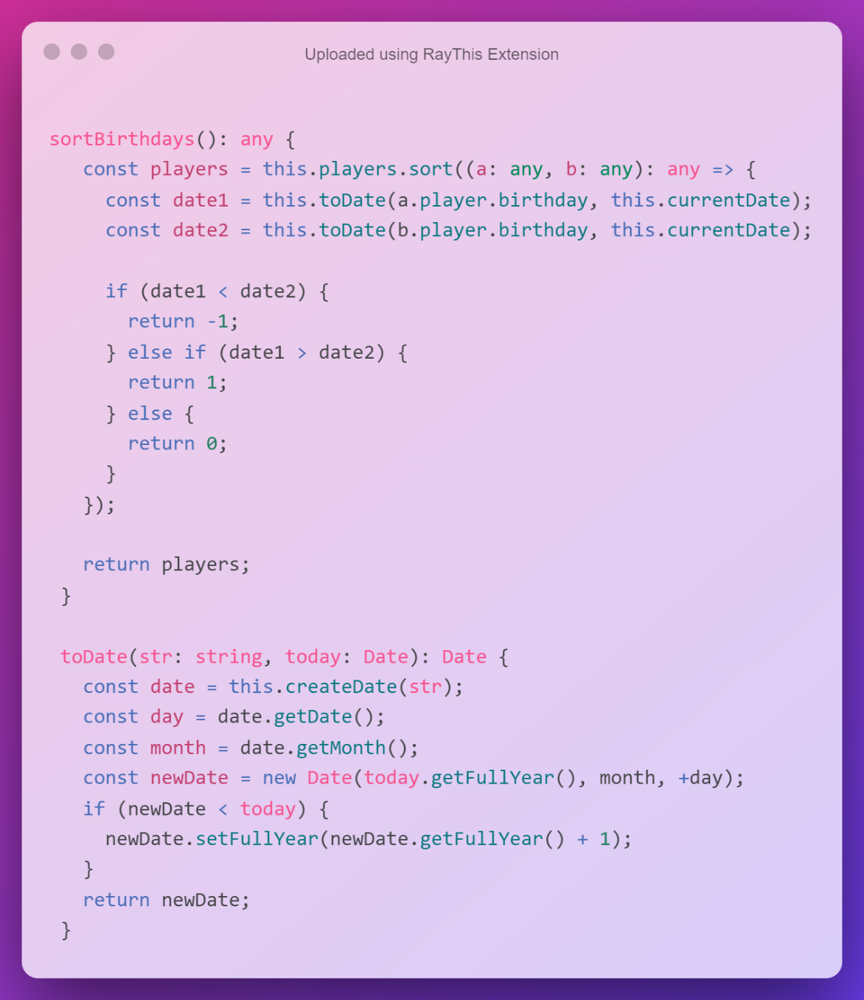 Uploaded using RayThis Extension
sortBirthdays(): any {
   const players = this.players.sort((a: any, b: any): any => {
     const date1 = this.toDate(a.player.birthday, this.currentDate);
     const date2 = this.toDate(b.player.birthday, this.currentDate);

     if (date1 < date2) {
       return -1;
     } else if (date1 > date2) {
       return 1;
     } else {
       return 0;
     }
   });

   return players;
 }

 toDate(str: string, today: Date): Date {
   const date = this.createDate(str);
   const day = date.getDate();
   const month = date.getMonth();
   const newDate = new Date(today.getFullYear(), month, +day);
   if (newDate < today) {
     newDate.setFullYear(newDate.getFullYear() + 1);
   }
   return newDate;
 }